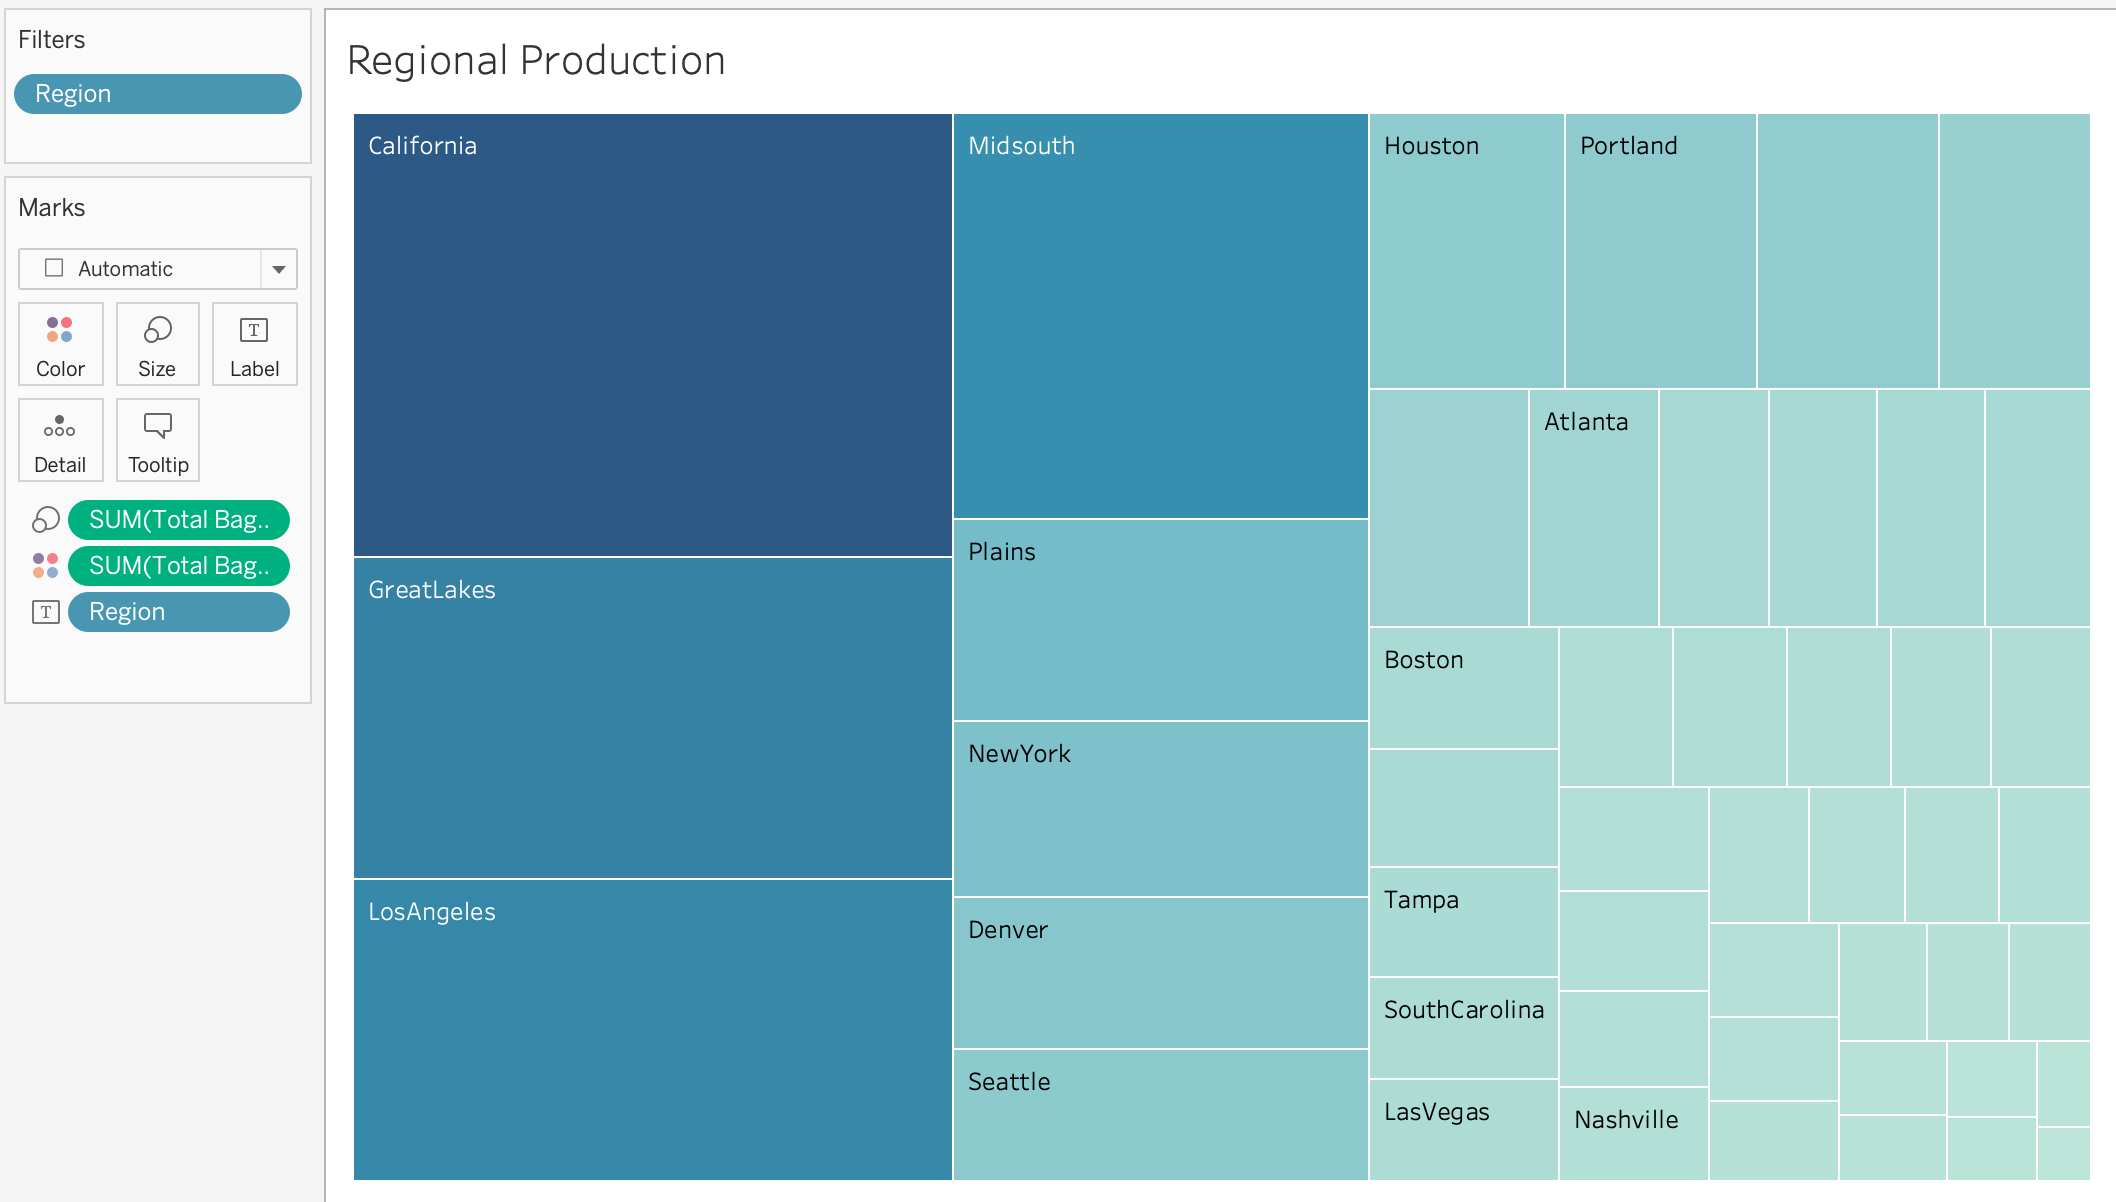 Filters
Region
Marks
Automatic
Color
Size
Label
Detail
Tooltip
SUM(Total Bag..
SUM(Total Bag..
Region
Regional Production
California
GreatLakes
LosAngeles
Midsouth
Plains
NewYork
Denver
Seattle
Houston
Portland
Atlanta
Boston
Tampa
SouthCarolina
LasVegas
Nashville